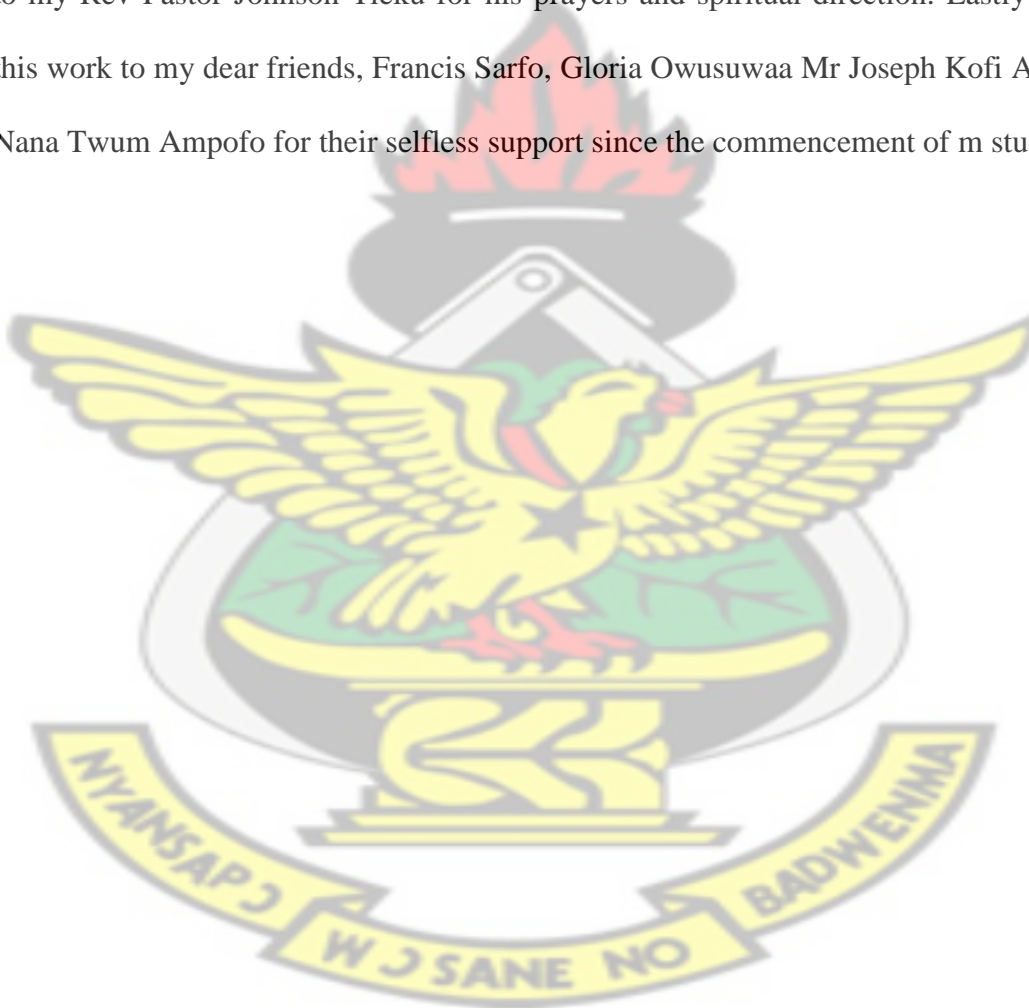 to my Rev Pastor Johnson Tieku for his prayers and spiritual direction. Lastly
this work to my dear friends, Francis Sarfo, Gloria Owusuwaa Mr Joseph Kofi A
Nana Twum Ampofo for their selfless support since the commencement of m stu
NYANSAPƆ
WƆSANE NO
BADWENMA